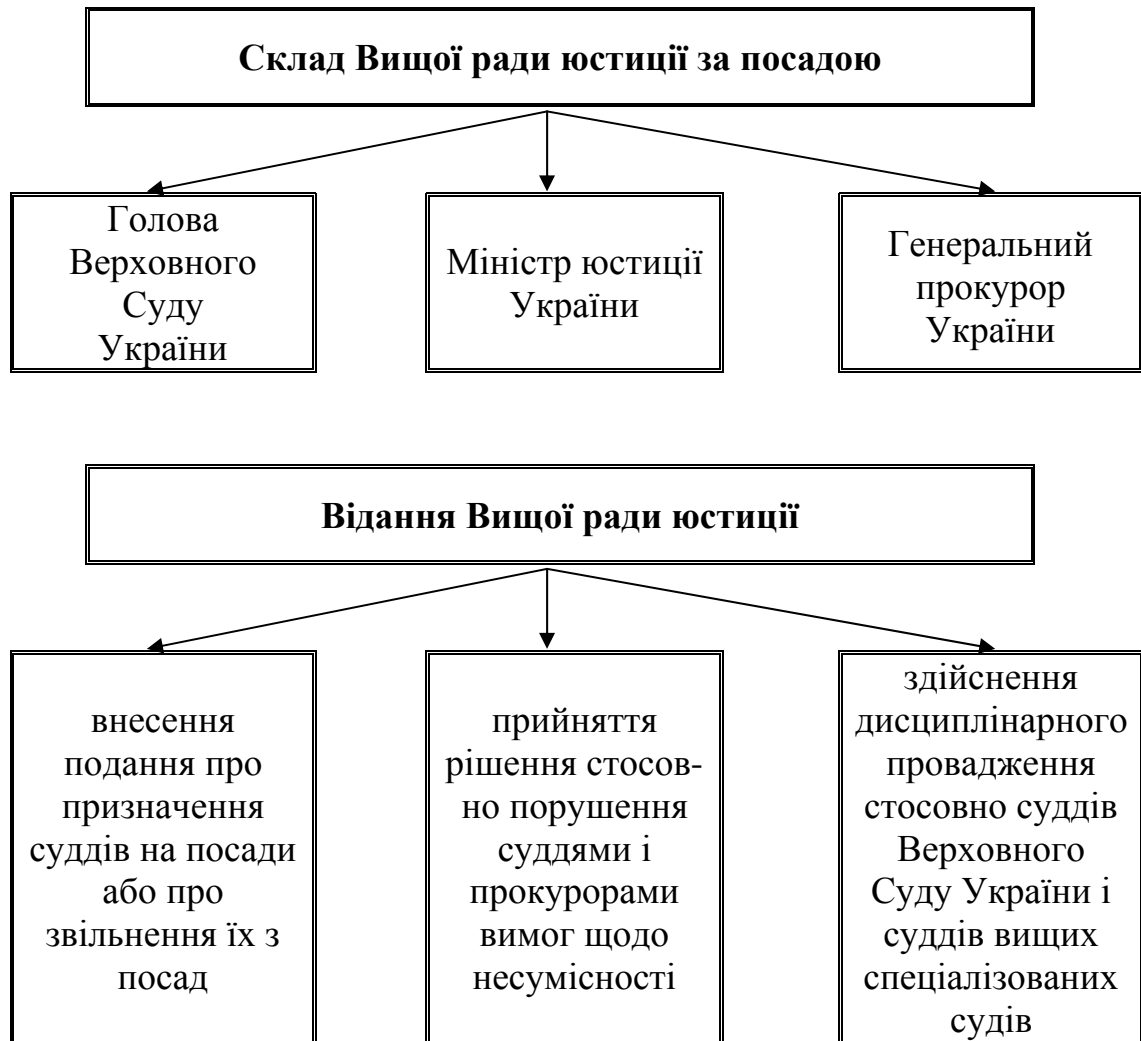 Склад Вищої ради юстиції за посадою
Голова
Верховного
Суду
України
Міністр юстиції
України
Генеральний
прокурор
України
Відання Вищої ради юстиції
внесення
подання про
призначення
суддів на посади
або про
звільнення їх з
посад
прийняття
рішення стосов-
но порушення
суддями і
прокурорами
вимог щодо
несумісності
здійснення
дисциплінарного
провадження
стосовно суддів
Верховного
Суду України і
суддів вищих
спеціалізованих
судів